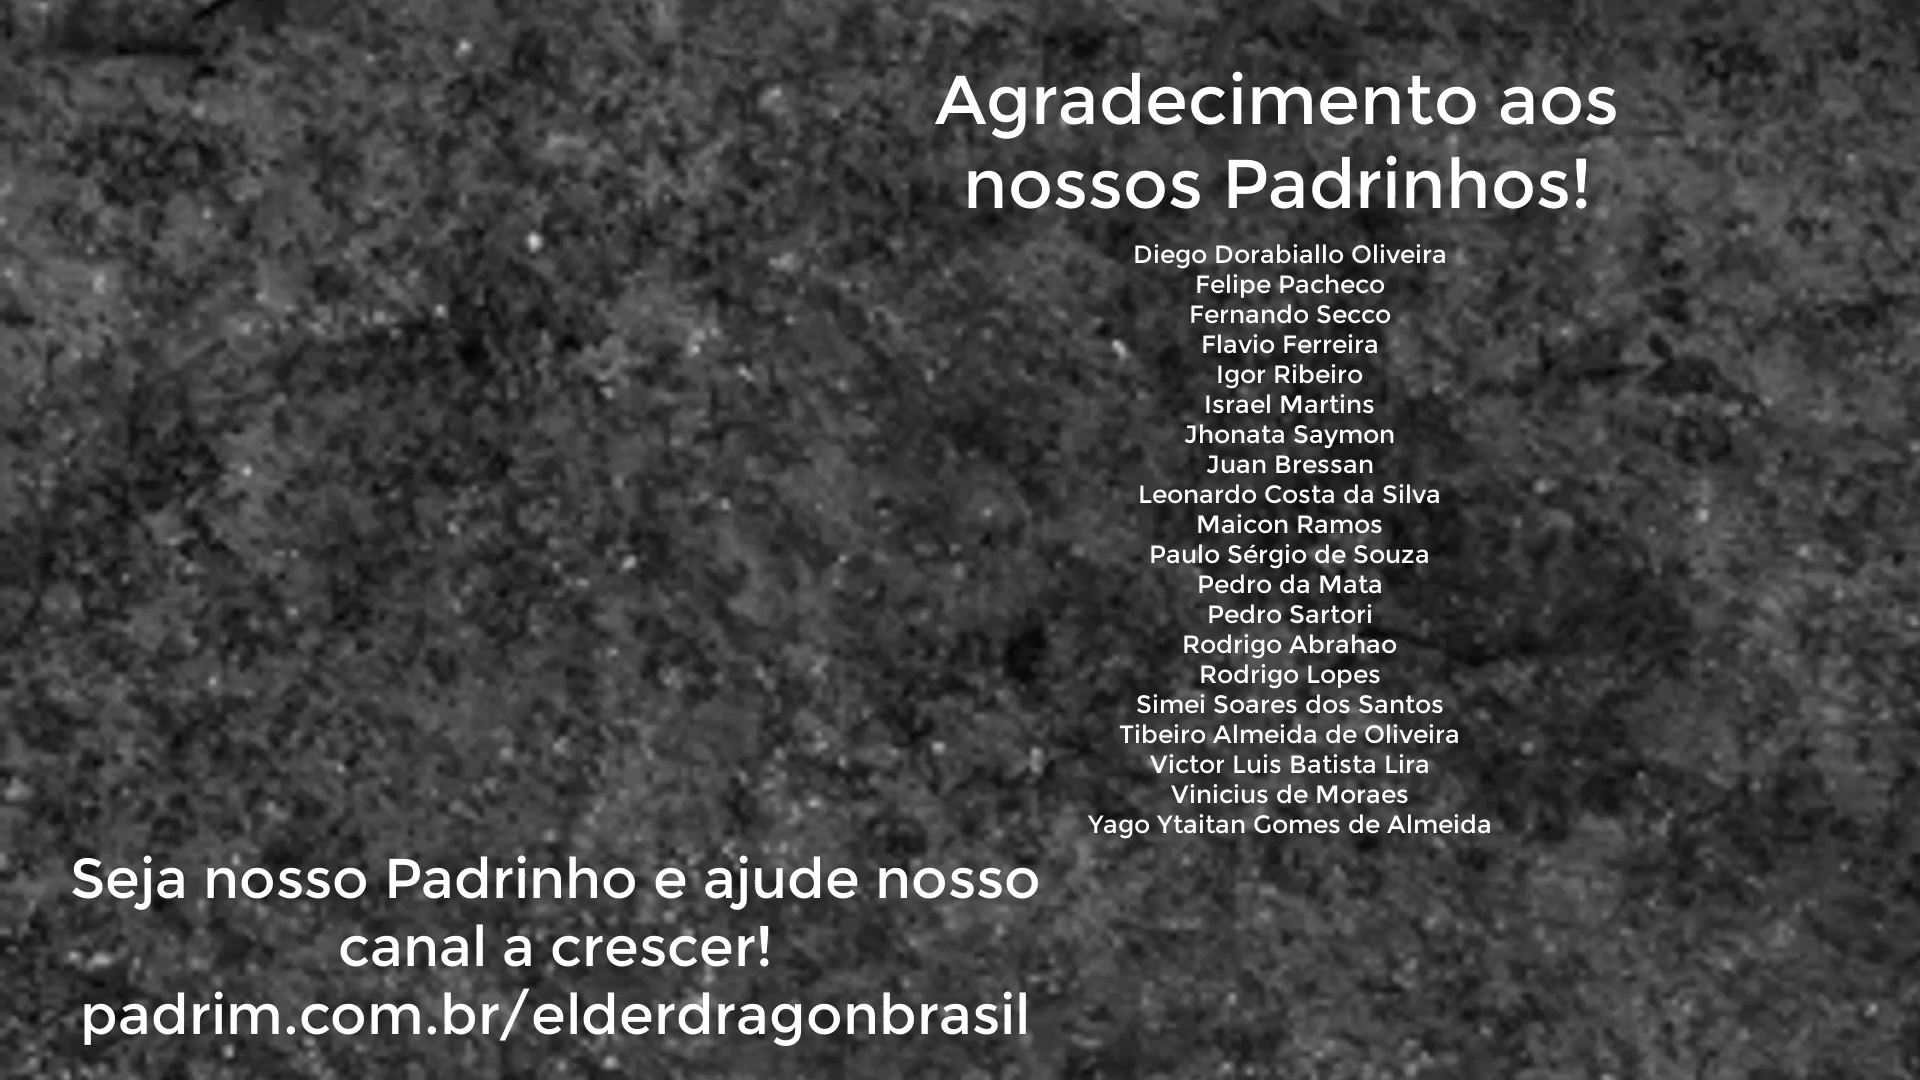 Agradecimento aos
nossos Padrinhos!
Diego Dorabiallo Oliveira
Felipe Pacheco
Fernando Secco
Flavio Ferreira
Igor Ribeiro
Israel Martins
Jhonata Saymon
Juan Bressan
Leonardo Costa da Silva
Maicon Ramos
Paulo Sérgio de Souza
Pedro da Mata
Pedro Sartori
Rodrigo Abrahao
Rodrigo Lopes
Simei Soares dos Santos
Tibeiro Almeida de Oliveira
Victor Luis Batista Lira
Vinicius de Moraes
Yago Ytaitan Gomes de Almeida
Seja nosso Padrinho e ajude nosso
canal a crescer!
padrim.com.br/elderdragonbrasil